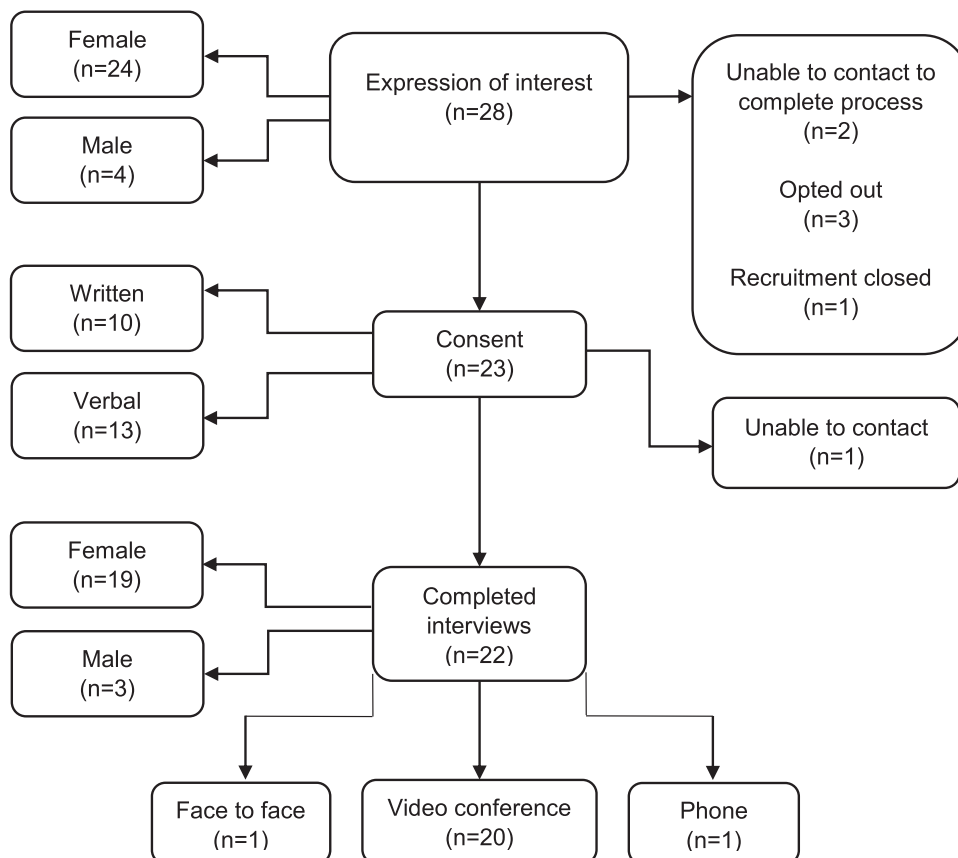 Female
(n=24)
Male
(n=4)
Expression of interest
(n=28)
Unable to contact to
complete process
(n=2)
Opted out
(n=3)
Recruitment closed
(n=1)
Written
(n=10)
Verbal
(n=13)
Consent
(n=23)
Unable to contact
(n=1)
Female
(n=19)
Male
(n=3)
Completed
interviews
(n=22)
Face to face
(n=1)
Video conference
(n=20)
Phone
(n=1)